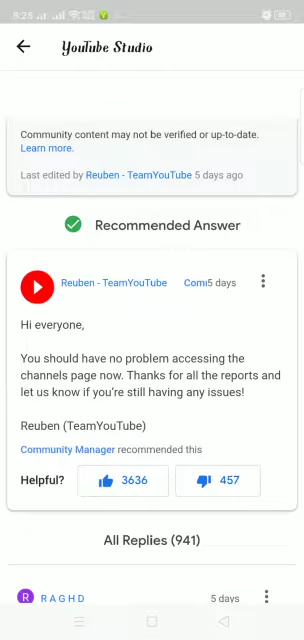 8:25
YouTube Studio
Community content may not be verified or up-to-date.
Learn more.
Last edited by Reuben - TeamYouTube 5 days ago
Recommended Answer
Reuben - TeamYouTube Com 5 days
Hi everyone,
You should have no problem accessing the
channels page now. Thanks for all the reports and
let us know if you're still having any issues!
Reuben (TeamYouTube)
Community Manager recommended this
Helpful? 3636 457
All Replies (941)
R RAGHD 5 days